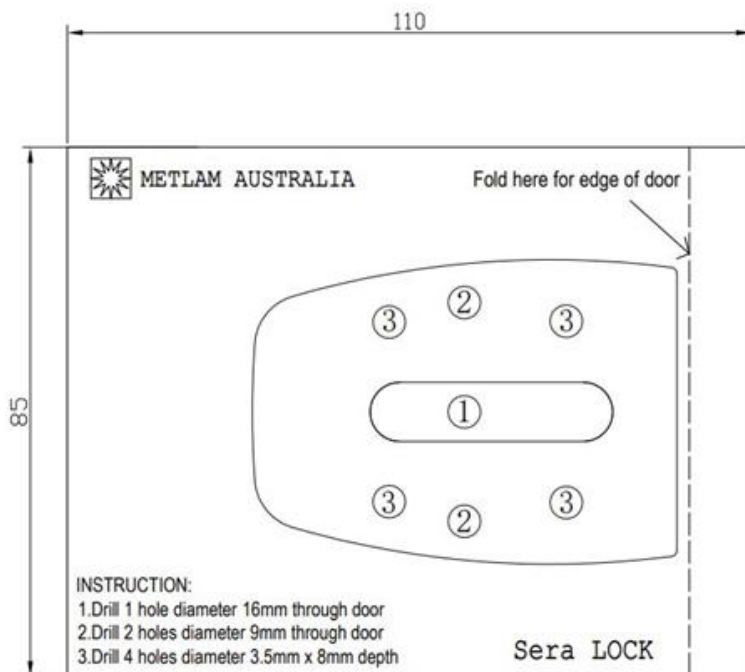 110
METLAM AUSTRALIA
Fold here for edge of door
85
③ ② ③
①
③ ② ③
INSTRUCTION:
1.Drill 1 hole diameter 16mm through door
2.Drill 2 holes diameter 9mm through door
3.Drill 4 holes diameter 3.5mm x 8mm depth
Sera LOCK